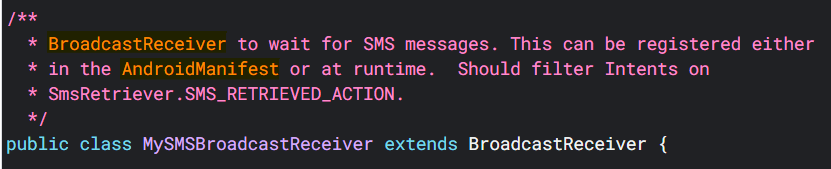 /**
* BroadcastReceiver to wait for SMS messages. This can be registered either
* in the AndroidManifest or at runtime.  Should filter Intents on
* SmsRetriever.SMS_RETRIEVED_ACTION.
*/
public class MySMSBroadcastReceiver extends BroadcastReceiver {